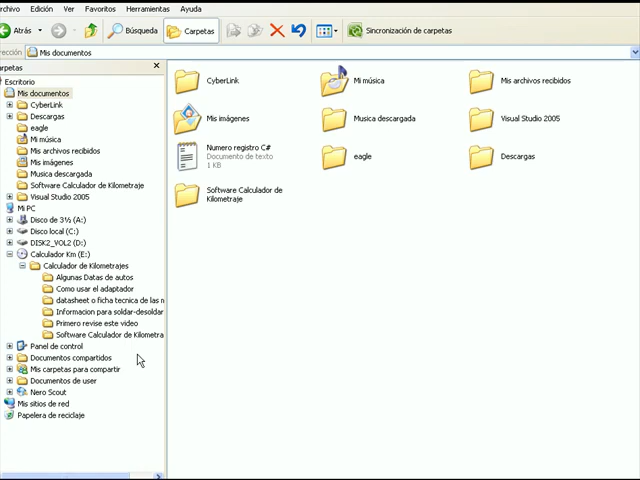 rchivo Edición Ver Favoritos Herramientas Ayuda
Atrás Búsqueda Carpetas Sincronización de carpetas
rección Mis documentos
arpetas
Escritorio
Mis documentos
CyberLink
Descargas
eagle
Mi música
Mis archivos recibidos
Mis imágenes
Musica descargada
Software Calculador de Kilometraje
Visual Studio 2005
Mi PC
Disco de 3½ (A:)
Disco local (C:)
DISK2_VOL2 (D:)
Calculador Km (E:)
Calculador de Kilometrajes
Algunas Datas de autos
Como usar el adaptador
datasheet o ficha tecnica de las n
Informacion para soldar-desoldar
Primero revise este video
Software Calculador de Kilometra
Panel de control
Documentos compartidos
Mis carpetas para compartir
Documentos de user
Nero Scout
Mis sitios de red
Papelera de reciclaje
CyberLink
Mi música
Mis archivos recibidos
Mis imágenes
Musica descargada
Visual Studio 2005
Numero registro C#
Documento de texto
1 KB
eagle
Descargas
Software Calculador de
Kilometraje